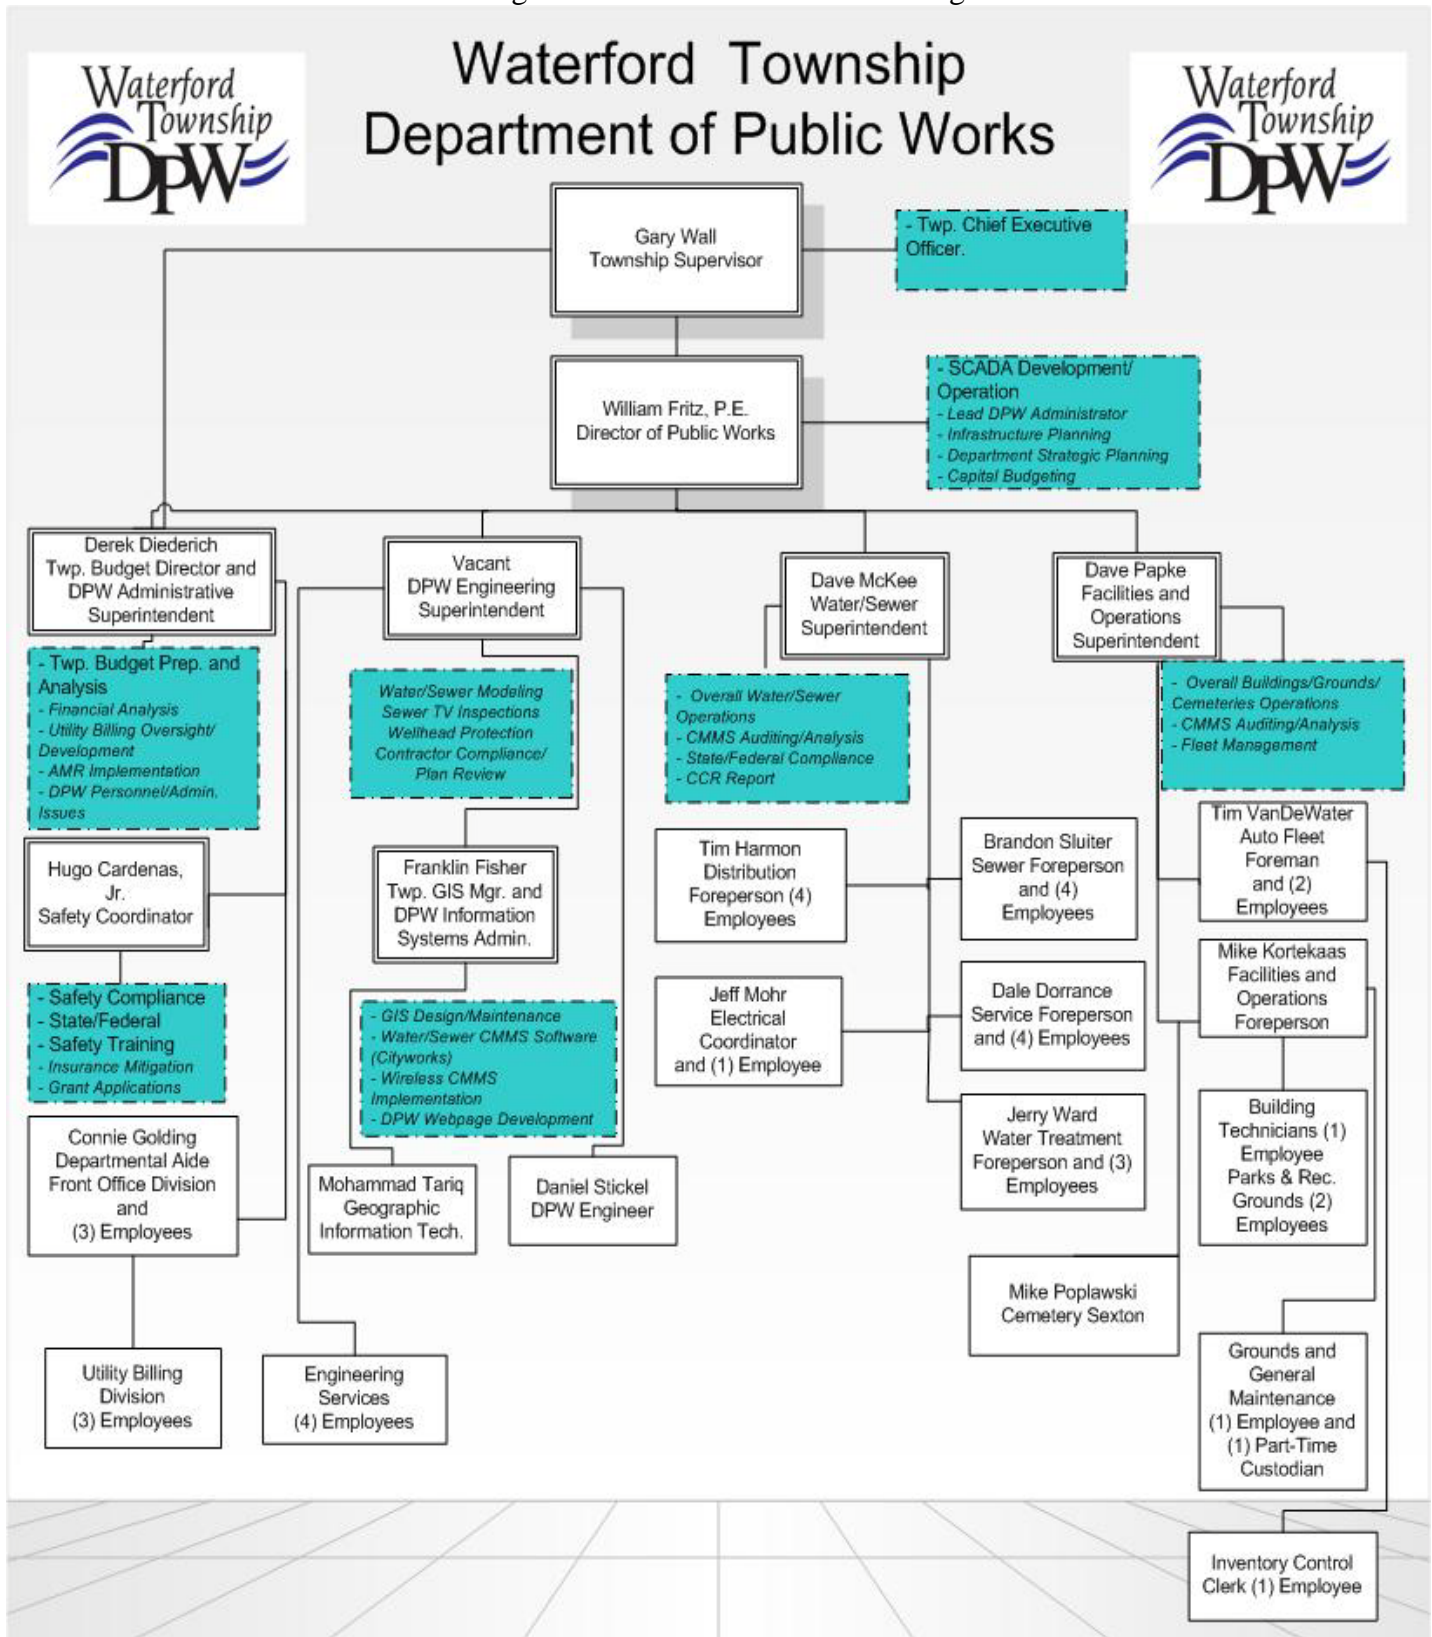 Waterford
Township
DPW
Waterford Township
Department of Public Works
Waterford
Township
DPW
Gary Wall
Township Supervisor
- Twp. Chief Executive
Officer.
William Fritz, P.E.
Director of Public Works
- SCADA Development/
Operation
- Lead DPW Administrator
- Infrastructure Planning
- Department Strategic Planning
- Capital Budgeting
Derek Diederich
Twp. Budget Director and
DPW Administrative
Superintendent
Vacant
DPW Engineering
Superintendent
Dave McKee
Water/Sewer
Superintendent
Dave Papke
Facilities and
Operations
Superintendent
- Twp. Budget Prep. and
Analysis
- Financial Analysis
- Utility Billing Oversight/
Development
- AMR Implementation
- DPW Personnel/Admin.
Issues
Water/Sewer Modeling
Sewer TV Inspections
Wellhead Protection
Contractor Compliance/
Plan Review
- Overall Water/Sewer
Operations
- CMMS Auditing/Analysis
- State/Federal Compliance
- CCR Report
- Overall Buildings/Grounds/
Cemeteries Operations
- CMMS Auditing/Analysis
- Fleet Management
Hugo Cardenas,
Jr.
Safety Coordinator
Franklin Fisher
Twp. GIS Mgr. and
DPW Information
Systems Admin.
Tim Harmon
Distribution
Foreperson (4)
Employees
Brandon Sluiter
Sewer Foreperson
and (4)
Employees
Tim VanDeWater
Auto Fleet
Foreman
and (2)
Employees
- Safety Compliance
- State/Federal
- Safety Training
- Insurance Mitigation
- Grant Applications
- GIS Design/Maintenance
- Water/Sewer CMMS Software
(Cityworks)
- Wireless CMMS
Implementation
- DPW Webpage Development
Jeff Mohr
Electrical
Coordinator
and (1) Employee
Dale Dorrance
Service Foreperson
and (4) Employees
Mike Kortekaas
Facilities and
Operations
Foreperson
Connie Golding
Departmental Aide
Front Office Division
and
(3) Employees
Mohammad Tariq
Geographic
Information Tech.
Daniel Stickel
DPW Engineer
Jerry Ward
Water Treatment
Foreperson and (3)
Employees
Building
Technicians (1)
Employee
Parks & Rec.
Grounds (2)
Employees
Mike Poplawski
Cemetery Sexton
Utility Billing
Division
(3) Employees
Engineering
Services
(4) Employees
Grounds and
General
Maintenance
(1) Employee and
(1) Part-Time
Custodian
Inventory Control
Clerk (1) Employee